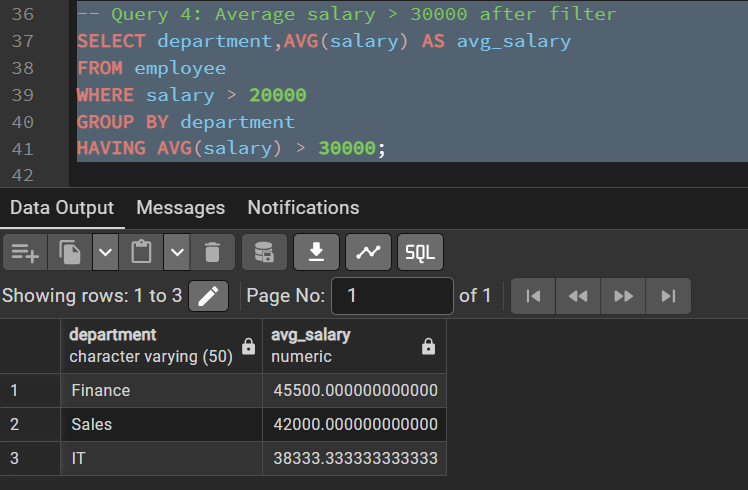 36 -- Query 4: Average salary > 30000 after filter
37 SELECT department,AVG(salary) AS avg_salary
38 FROM employee
39 WHERE salary > 20000
40 GROUP BY department
41 HAVING AVG(salary) > 30000;
42
Data Output Messages Notifications
SQL
Showing rows: 1 to 3 Page No: 1 of 1
department avg_salary
character varying (50) numeric
1 Finance 45500.000000000000
2 Sales 42000.000000000000
3 IT 38333.333333333333